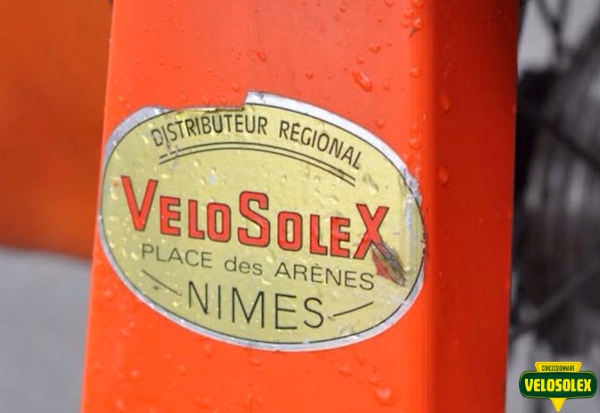 DISTRIBUTEUR RÉGIONAL
VELOSOLEX
PLACE des ARÈNES
NIMES
CONCESSIONNAIRE
VELOSOLEX